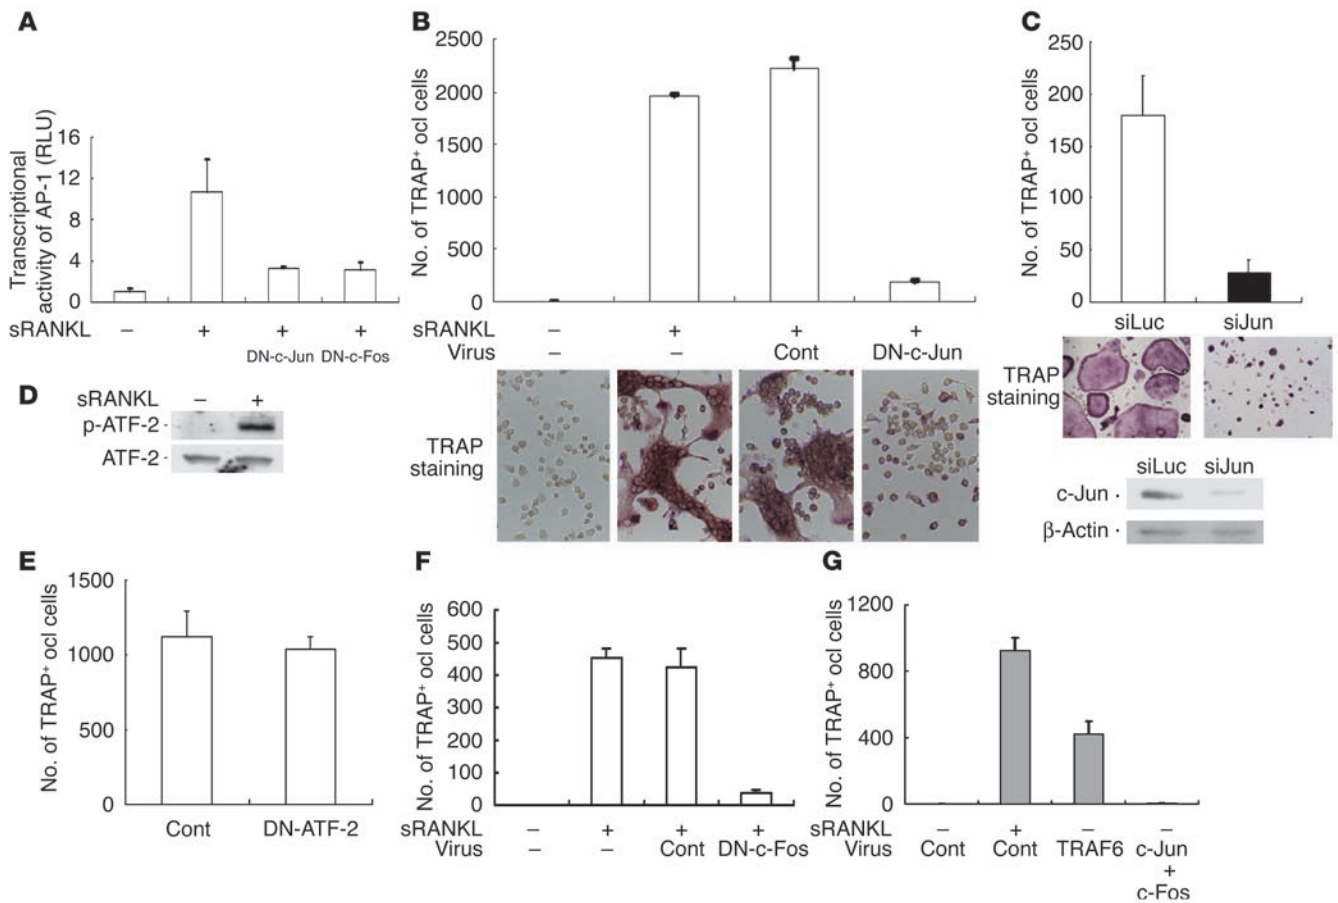 A
Transcriptional
activity of AP-1 (RLU)
16
12
8
4
0
sRANKL
– + + +
DN-c-Jun DN-c-Fos
B
No. of TRAP+ ocl cells
2500
2000
1500
1000
500
0
sRANKL – + + +
Virus – – Cont DN-c-Jun
TRAP
staining
C
No. of TRAP+ ocl cells
250
200
150
100
50
0
siLuc siJun
TRAP
staining
siLuc siJun
c-Jun
β-Actin
D
sRANKL – +
p-ATF-2
ATF-2
E
No. of TRAP+ ocl cells
1500
1000
500
0
Cont DN-ATF-2
F
No. of TRAP+ ocl cells
600
500
400
300
200
100
0
sRANKL – + + +
Virus – – Cont DN-c-Fos
G
No. of TRAP+ ocl cells
1200
800
400
0
sRANKL – + – –
Virus Cont Cont TRAF6 c-Jun
+
c-Fos